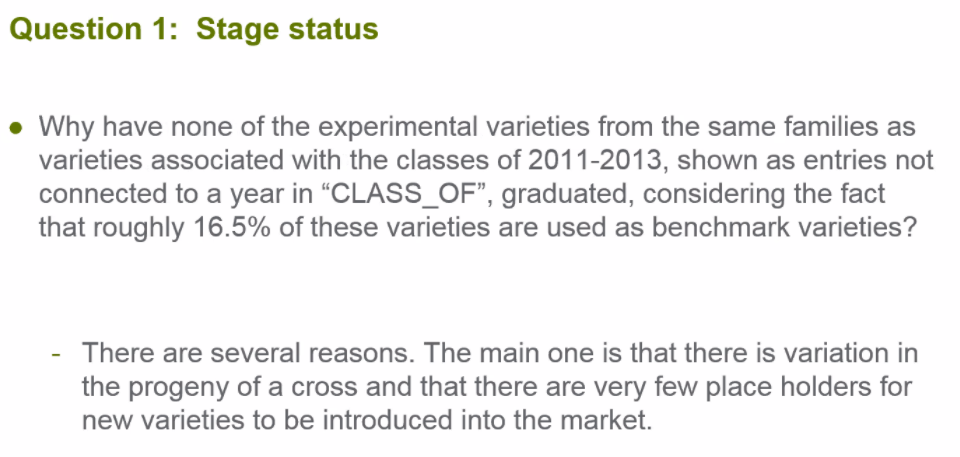 Question 1: Stage status
● Why have none of the experimental varieties from the same families as
varieties associated with the classes of 2011-2013, shown as entries not
connected to a year in “CLASS_OF”, graduated, considering the fact
that roughly 16.5% of these varieties are used as benchmark varieties?
- There are several reasons. The main one is that there is variation in
the progeny of a cross and that there are very few place holders for
new varieties to be introduced into the market.